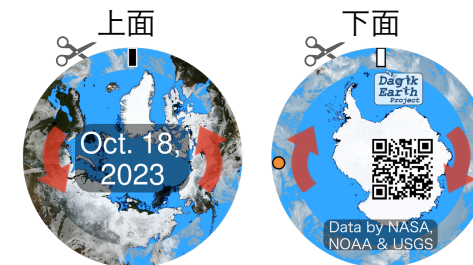 上面
下面
Oct. 18,
2023
Dagik
Earth
Project
Data by NASA,
NOAA & USGS